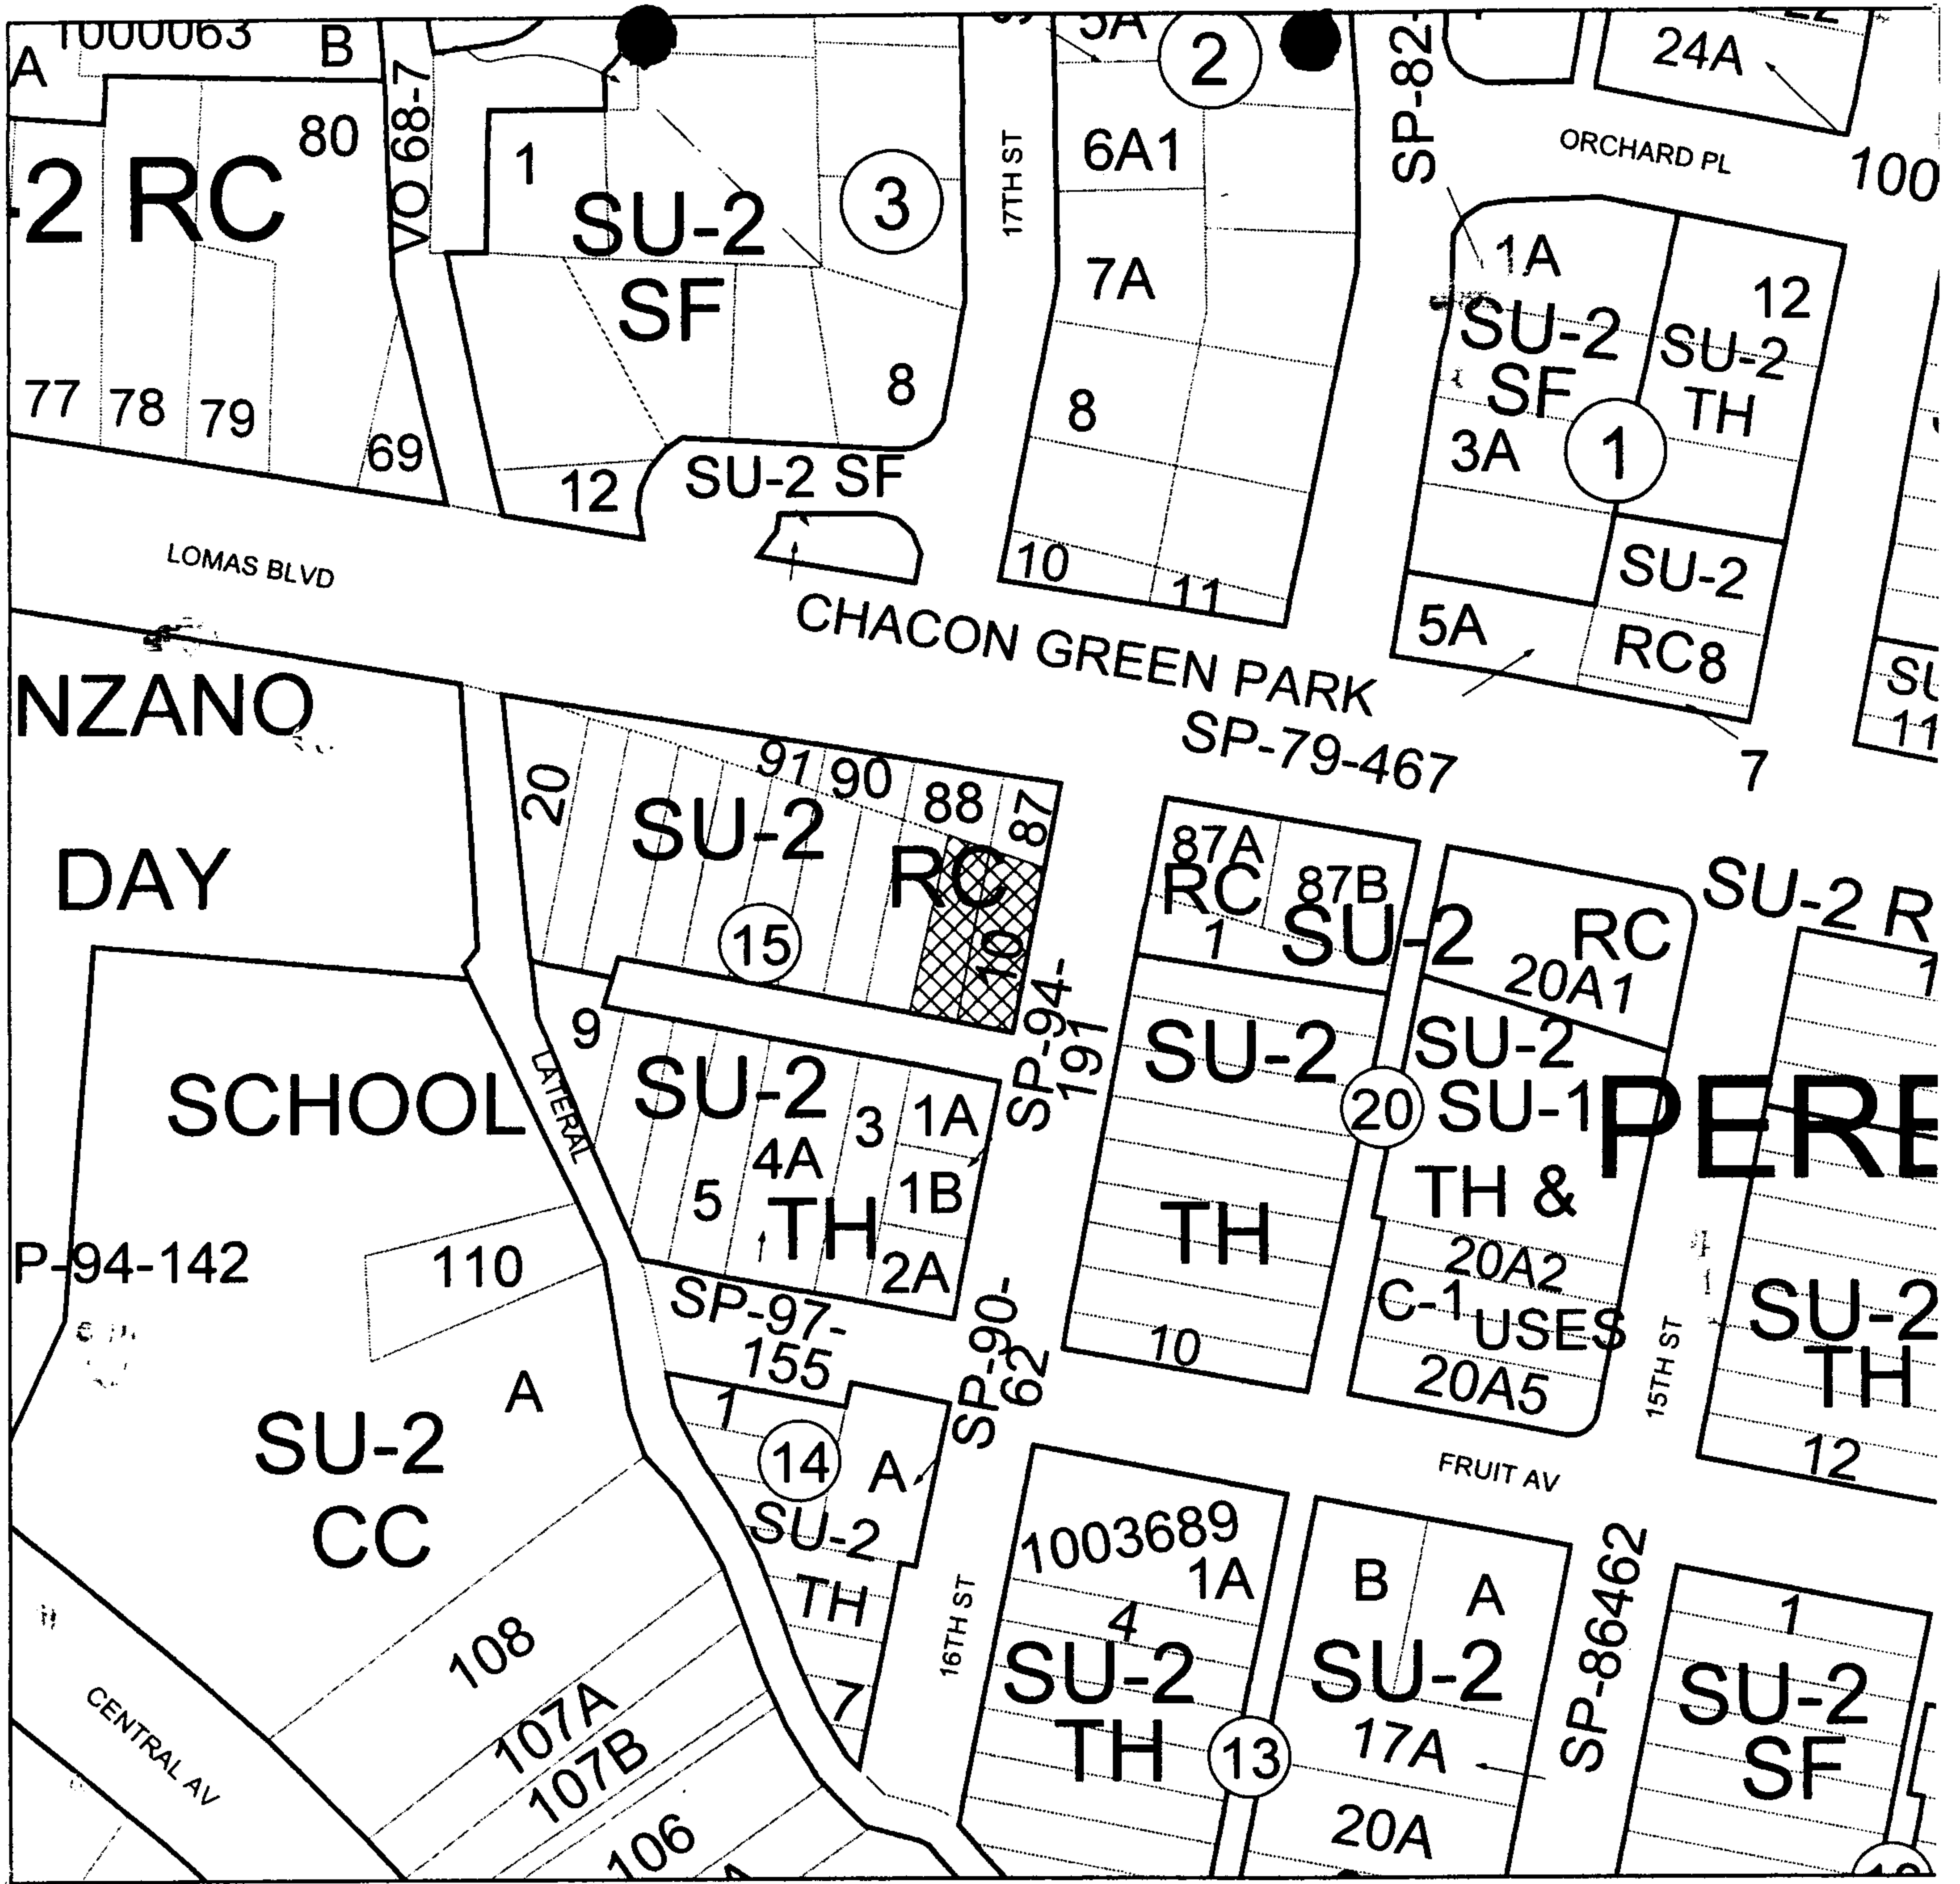 1000063
B
A
5A
2
SP-82-
24A
ORCHARD PL
100
80
VO 68-7
1
-2 RC
SU-2
SF
3
17TH ST
6A1
7A
8
8
1A
SU-2
SF
3A
1
12
SU-2
TH
77
78
79
69
12
SU-2 SF
10
11
SU-2
RC8
5A
7
SU
11
LOMAS BLVD
CHACON GREEN PARK
SP-79-467
NZANO
DAY
SCHOOL
20
91
90
88
87
SU-2
RC
15
10
87A
RC
87B
1
SU-2
RC
20A1
SU-2 R
1
SP-94-
191
9
LATERAL
SU-2
3
1A
4A
1B
5
TH
2A
SU-2
TH
10
20
SU-2
SU-1
TH &
20A2
C-1
USES
20A5
PERE
SU-2
TH
12
15TH ST
P-94-142
110
A
SU-2
CC
SP-97-
155
SP-90-
62
1
14
A
SU-2
TH
7
FRUIT AV
16TH ST
1003689
1A
4
SU-2
TH
13
B
A
SU-2
17A
20A
SP-86462
1
SU-2
SF
108
107A
107B
106
CENTRAL AV